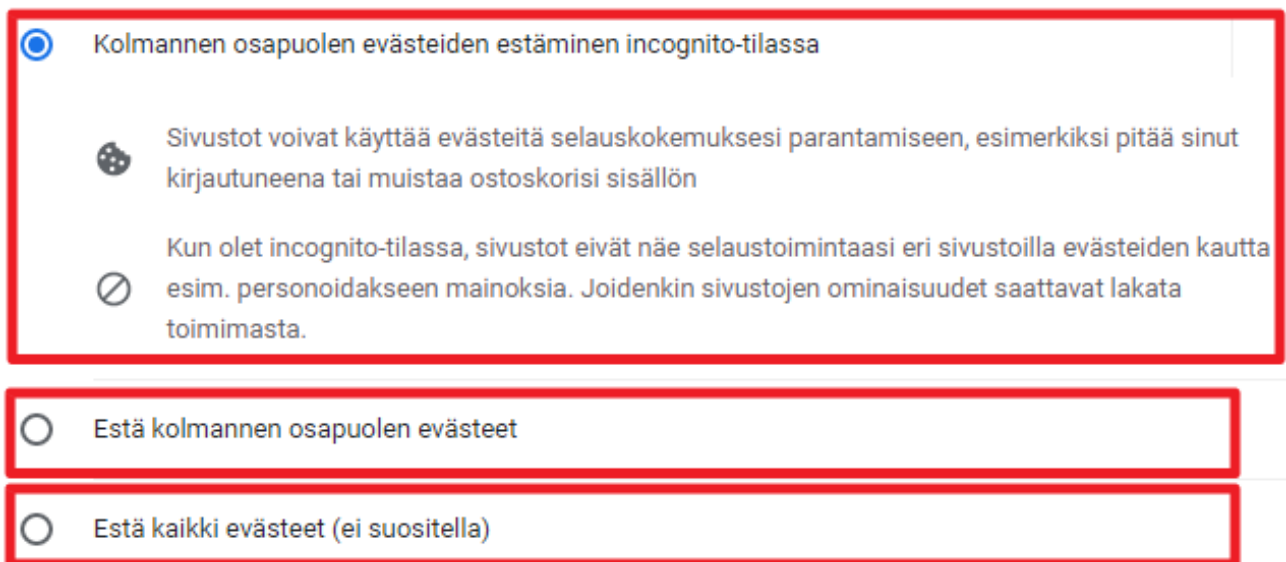 Kolmannen osapuolen evästeiden estäminen incognito-tilassa
Sivustot voivat käyttää evästeitä selauskokemuksesi parantamiseen, esimerkiksi pitää sinut
kirjautuneena tai muistaa ostoskorisi sisällön
Kun olet incognito-tilassa, sivustot eivät näe selaustoimintaasi eri sivustoilla evästeiden kautta
esim. personoidakseen mainoksia. Joidenkin sivustojen ominaisuudet saattavat lakata
toimimasta.
Estä kolmannen osapuolen evästeet
Estä kaikki evästeet (ei suositella)